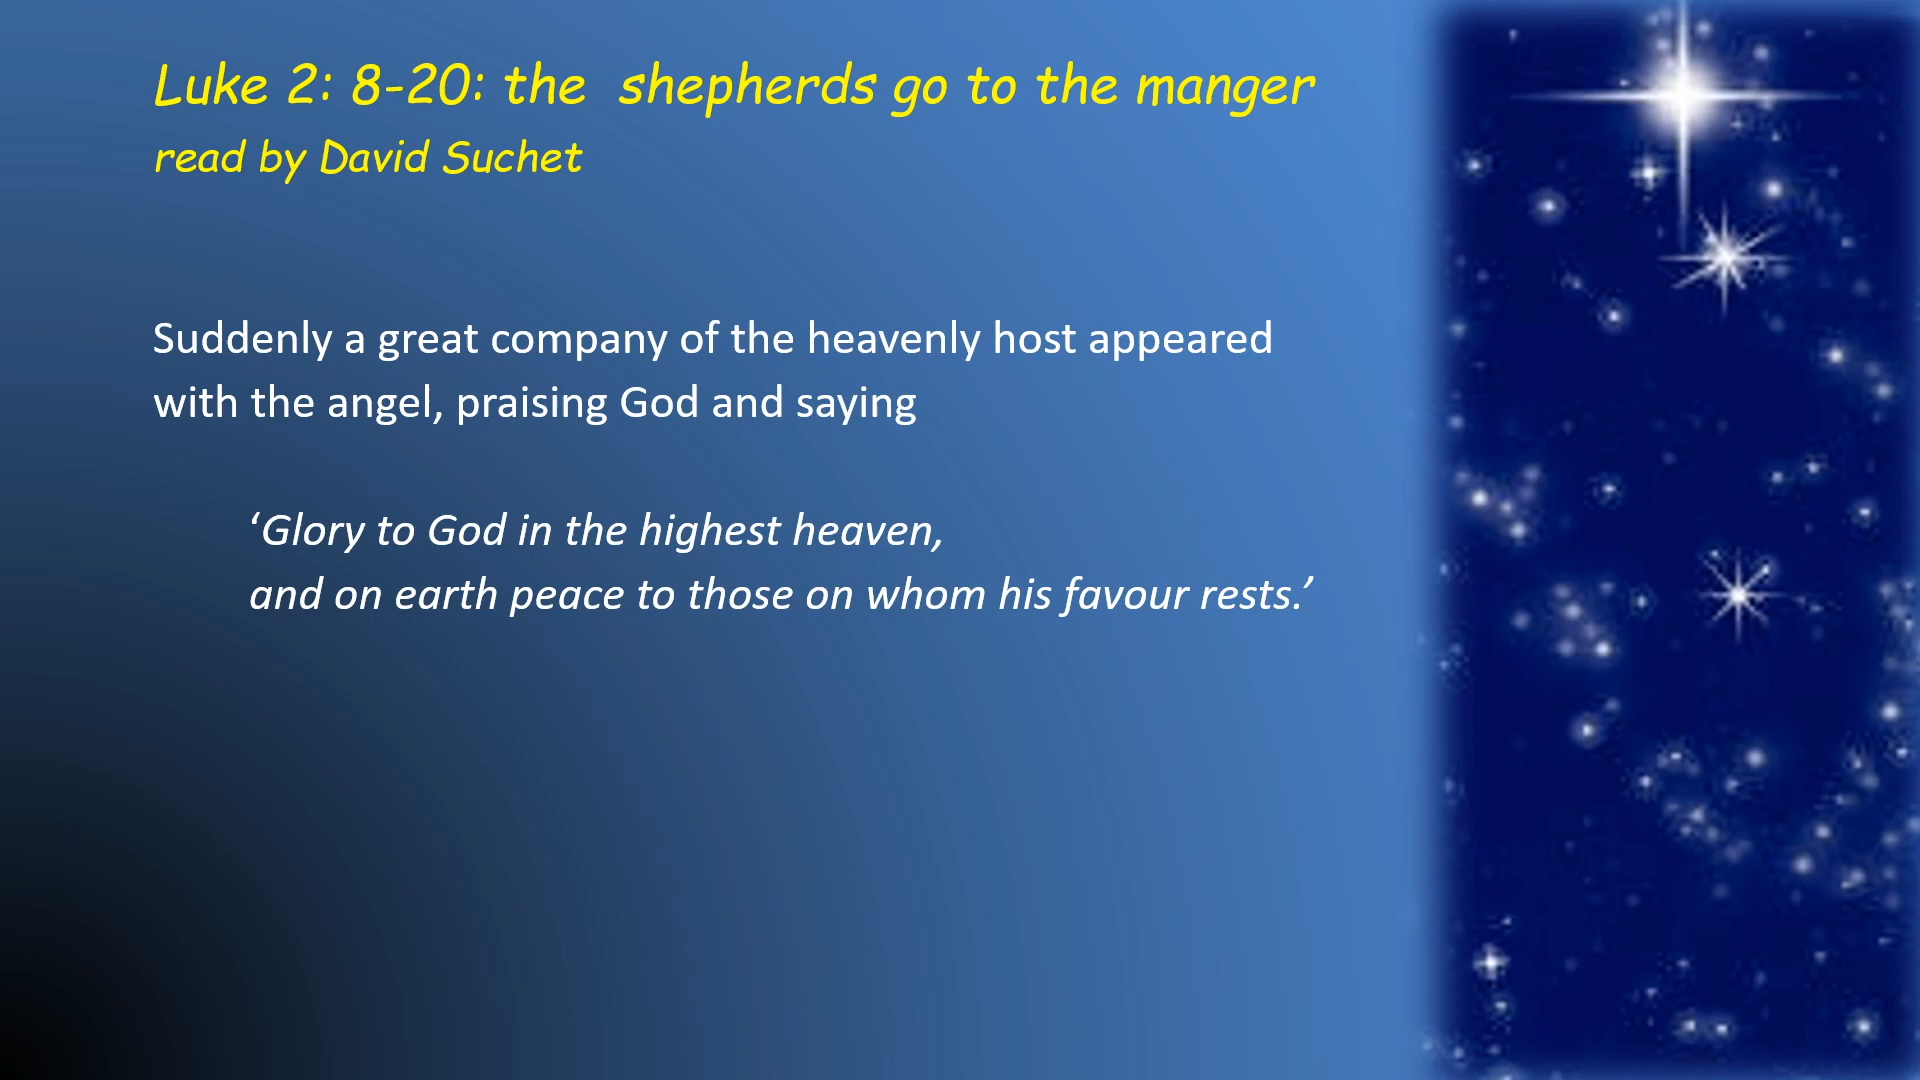 Luke 2: 8-20: the  shepherds go to the manger
read by David Suchet
Suddenly a great company of the heavenly host appeared
with the angel, praising God and saying
‘Glory to God in the highest heaven,
and on earth peace to those on whom his favour rests.’